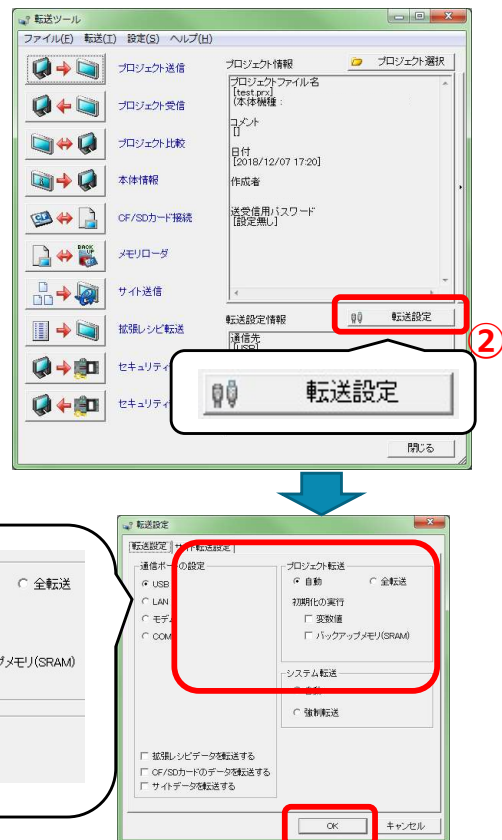 転送ツール
ファイル(F) 転送(T) 設定(S) ヘルプ(H)
プロジェクト送信
プロジェクト受信
プロジェクト比較
本体情報
CF/SDカード接続
メモリローダ
サイト送信
拡張レシピ転送
セキュリティ
セキュリティ
プロジェクト情報
プロジェクト選択
プロジェクトファイル名
[test.prx]
(本体機種 :
コメント
[]
日付
[2018/12/07 17:20]
作成者
送受信用パスワード
[設定無し]
転送設定情報
転送設定
②
通信先
[USB]
転送設定
閉じる
転送設定
転送設定 サイト転送設定
通信ポートの設定
USB
LAN
モデム
COM
プロジェクト転送
自動 全転送
初期化の実行
変数値
バックアップメモリ(SRAM)
システム転送
自動
強制転送
拡張レシピデータを転送する
CF/SDカードのデータを転送する
サイトデータを転送する
OK キャンセル
全転送
プメモリ(SRAM)